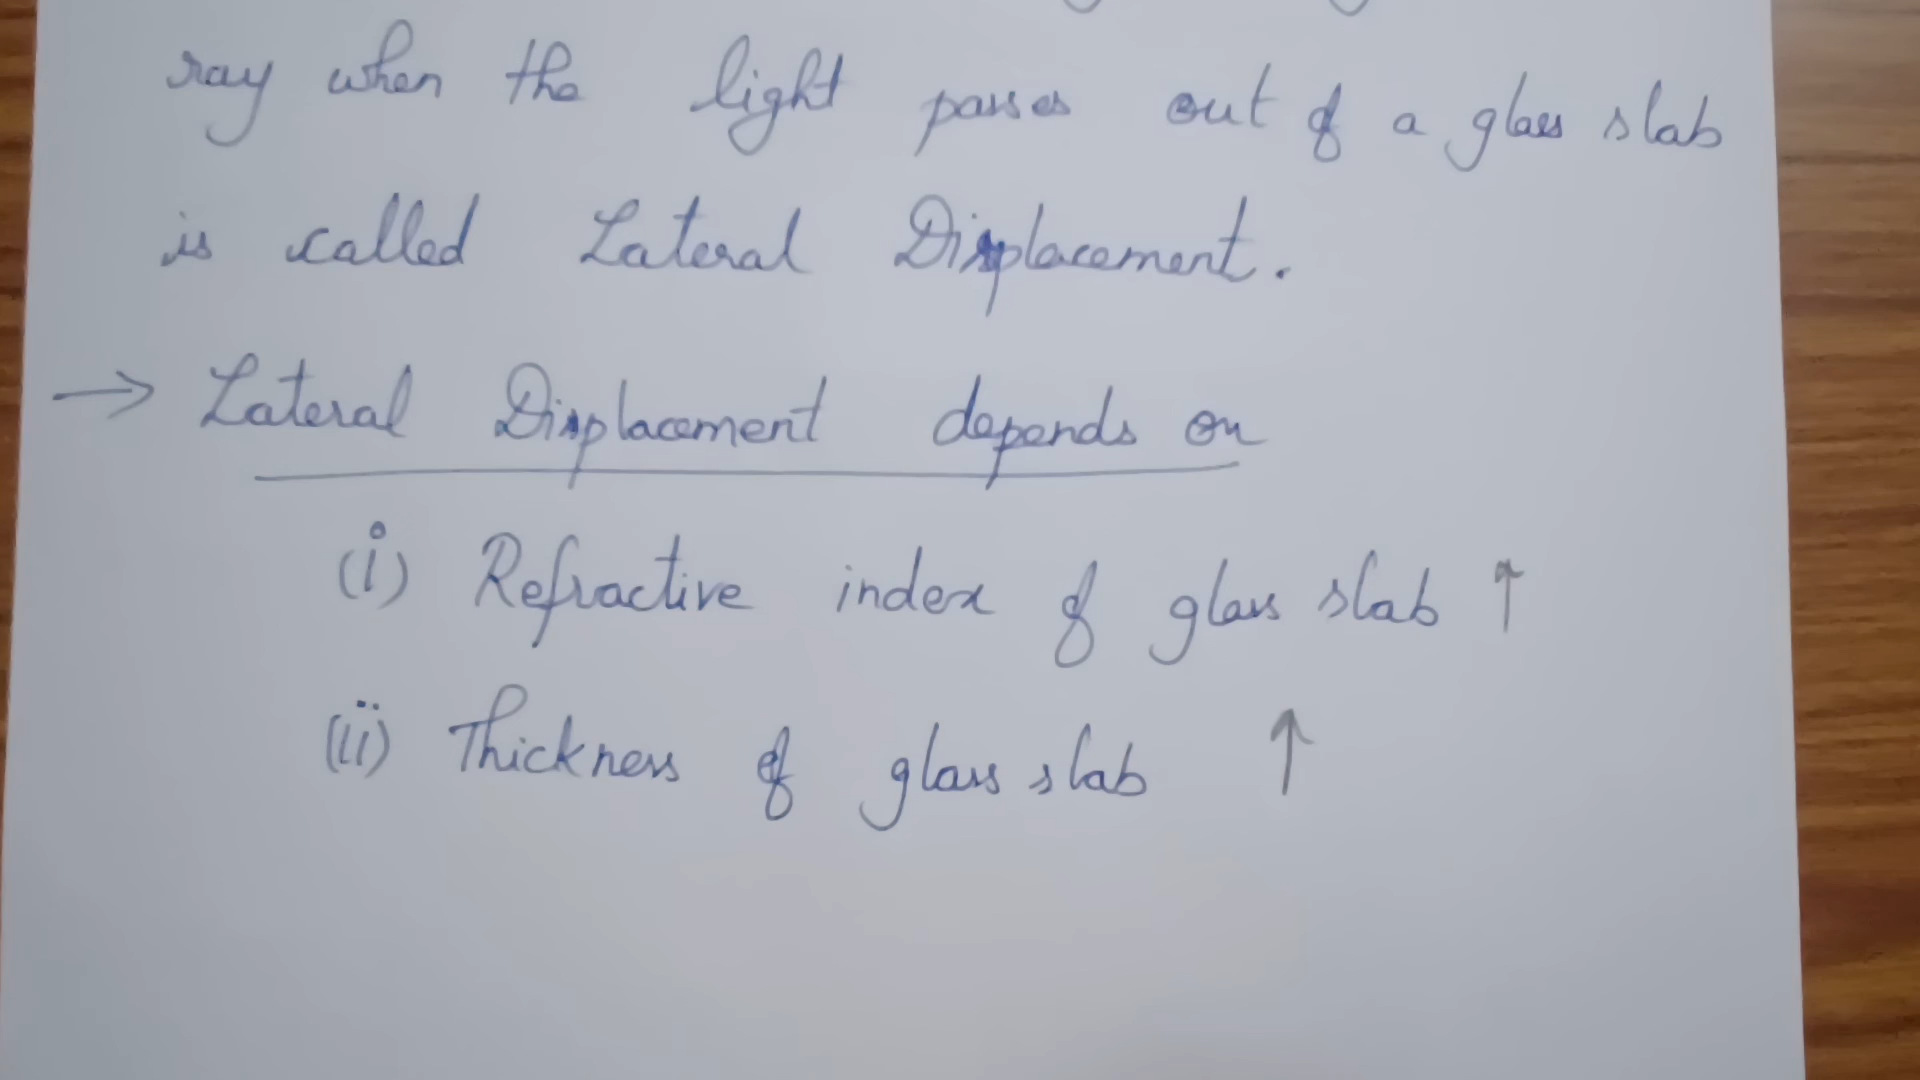 ray when the light passes out of a glass slab
is called Lateral Displacement.
→ Lateral Displacement depends on
(i) Refractive index of glass slab ↑
(ii) Thickness of glass slab ↑